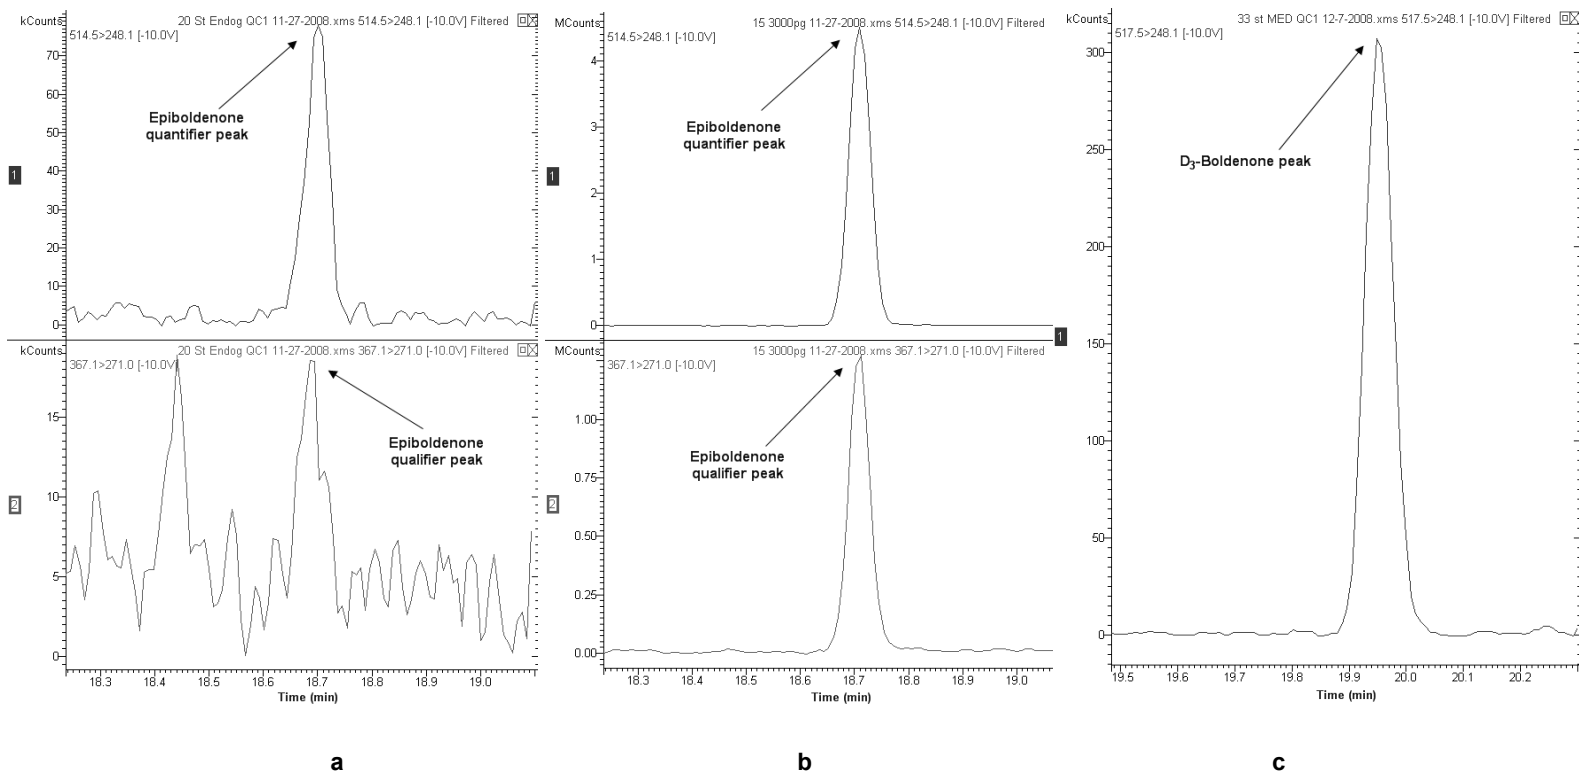 kCounts
20 St Endog QC1 11-27-2008.xms 514.5>248.1 [-10.0V] Filtered
514.5>248.1 [-10.0V]
70
60
50
40
30
20
10
0
Epiboldenone
quantifier peak
1
kCounts
20 St Endog QC1 11-27-2008.xms 367.1>271.0 [-10.0V] Filtered
367.1>271.0 [-10.0V]
15
10
5
0
Epiboldenone
qualifier peak
2
18.3 18.4 18.5 18.6 18.7 18.8 18.9 19.0
Time (min)
a
MCounts
15 3000pg 11-27-2008.xms 514.5>248.1 [-10.0V] Filtered
514.5>248.1 [-10.0V]
4
3
2
1
0
Epiboldenone
quantifier peak
1
MCounts
15 3000pg 11-27-2008.xms 367.1>271.0 [-10.0V] Filtered
367.1>271.0 [-10.0V]
1.00
0.75
0.50
0.25
0.00
Epiboldenone
qualifier peak
2
18.3 18.4 18.5 18.6 18.7 18.8 18.9 19.0
Time (min)
b
kCounts
33 st MED QC1 12-7-2008.xms 517.5>248.1 [-10.0V] Filtered
517.5>248.1 [-10.0V]
300
250
200
150
100
50
0
D3-Boldenone peak
1
19.5 19.6 19.7 19.8 19.9 20.0 20.1 20.2
Time (min)
c